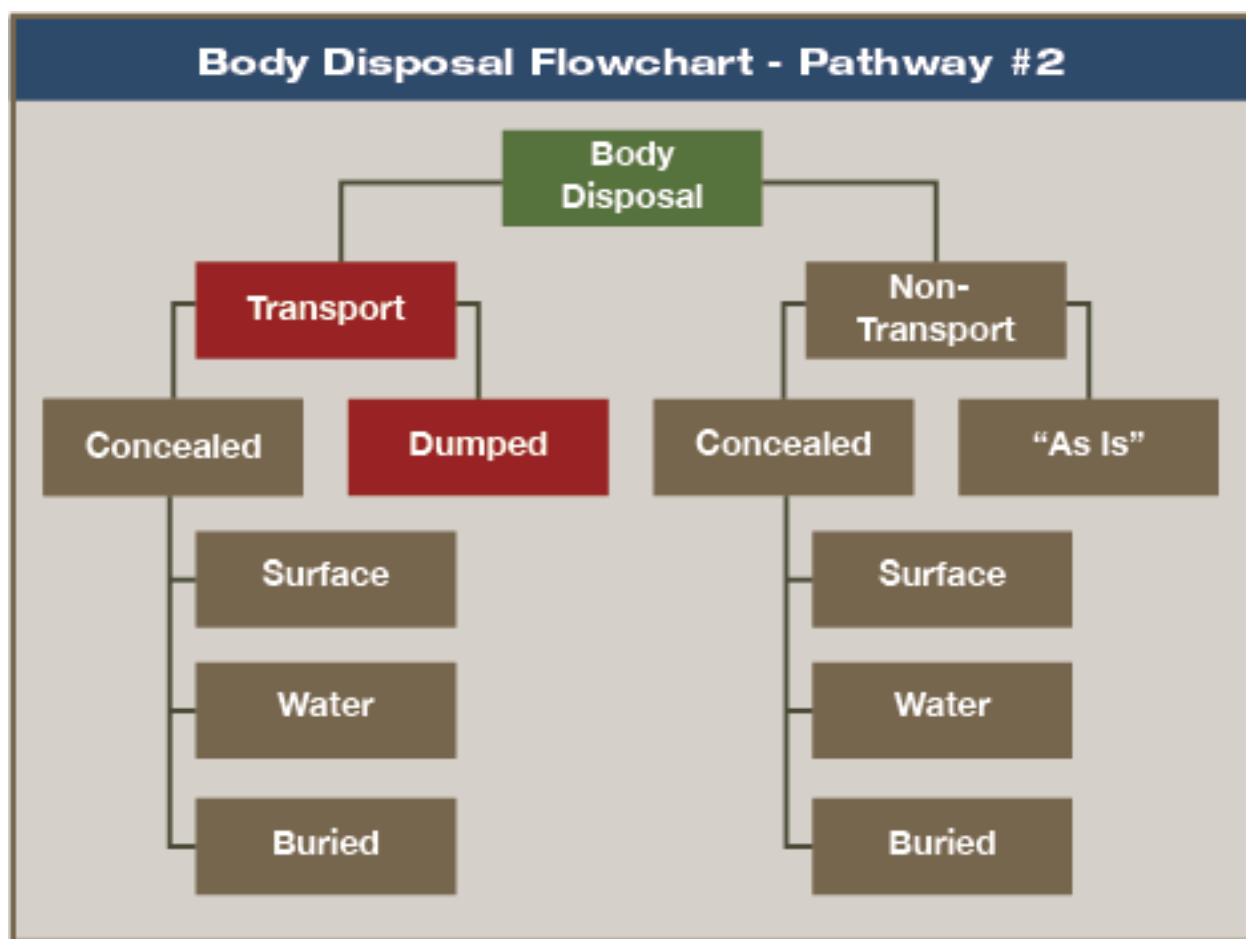 Body Disposal Flowchart - Pathway #2
Body
Disposal
Transport
Non-
Transport
Concealed
Dumped
Concealed
“As Is”
Surface
Surface
Water
Water
Buried
Buried